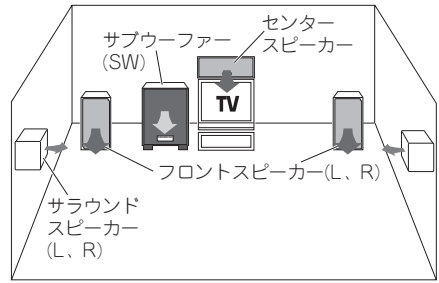 センター
スピーカー
サブウーファー
(SW)
TV
フロントスピーカー(L、R)
サラウンド
スピーカー
(L、R)